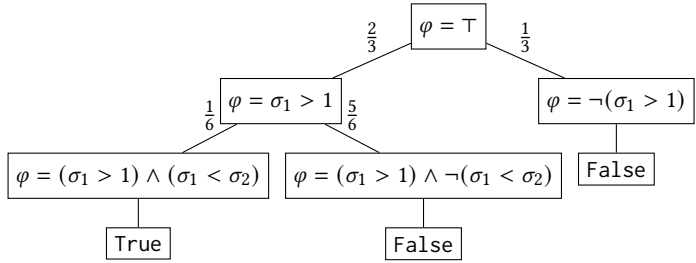 φ = ⊤
2/3
1/3
φ = σ₁ > 1
φ = ¬(σ₁ > 1)
1/6
5/6
φ = (σ₁ > 1) ∧ (σ₁ < σ₂)
φ = (σ₁ > 1) ∧ ¬(σ₁ < σ₂)
False
True
False